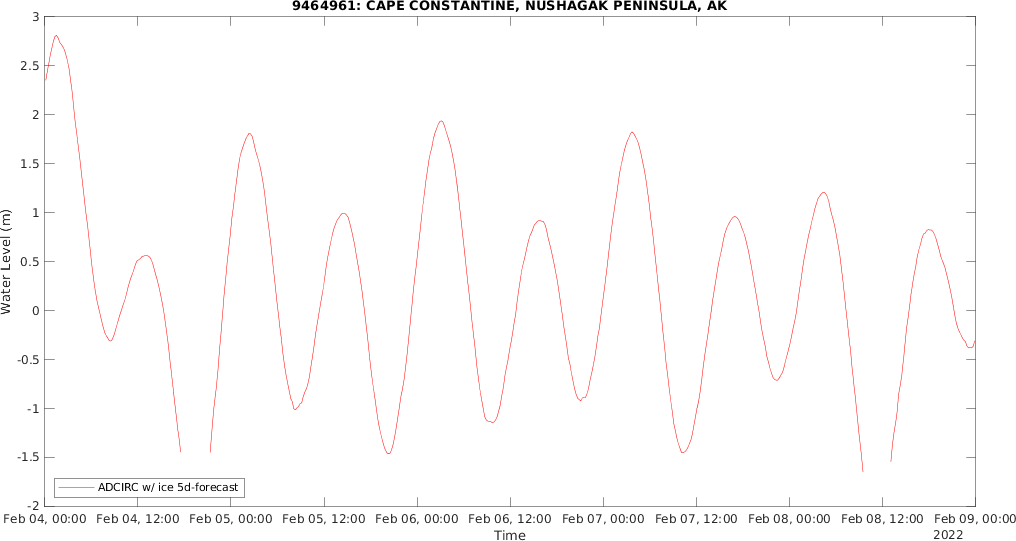 9464961: CAPE CONSTANTINE, NUSHAGAK PENINSULA, AK
3
2.5
2
1.5
1
0.5
0
-0.5
-1
-1.5
-2
Water Level (m)
ADCIRC w/ ice 5d-forecast
Feb 04, 00:00 Feb 04, 12:00 Feb 05, 00:00 Feb 05, 12:00 Feb 06, 00:00 Feb 06, 12:00 Feb 07, 00:00 Feb 07, 12:00 Feb 08, 00:00 Feb 08, 12:00 Feb 09, 00:00
Time
2022